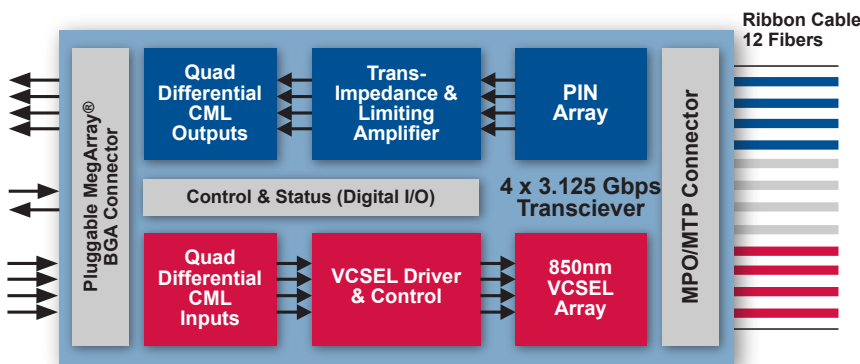 Ribbon Cable
12 Fibers
Pluggable MegArray®
BGA Connector
Quad
Differential
CML
Outputs
Trans-
Impedance &
Limiting
Amplifier
PIN
Array
MPO/MTP Connector
Control & Status (Digital I/O)
4 x 3.125 Gbps
Transciever
Quad
Differential
CML
Inputs
VCSEL Driver
& Control
850nm
VCSEL
Array